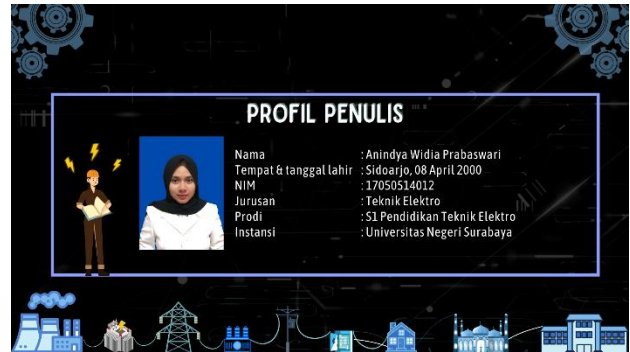 PROFIL PENULIS
Nama : Anindya Widia Prabaswari
Tempat & tanggal lahir : Sidoarjo, 08 April 2000
NIM : 17050514012
Jurusan : Teknik Elektro
Prodi : S1 Pendidikan Teknik Elektro
Instansi : Universitas Negeri Surabaya